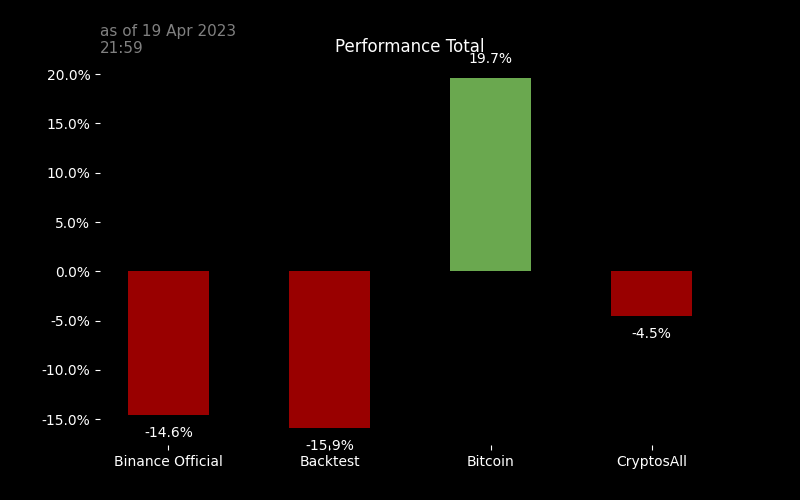 as of 19 Apr 2023
21:59
Performance Total
19.7%
20.0%
15.0%
10.0%
5.0%
0.0%
-5.0%
-10.0%
-15.0%
-4.5%
-14.6%
-15.9%
Binance Official
Backtest
Bitcoin
CryptosAll